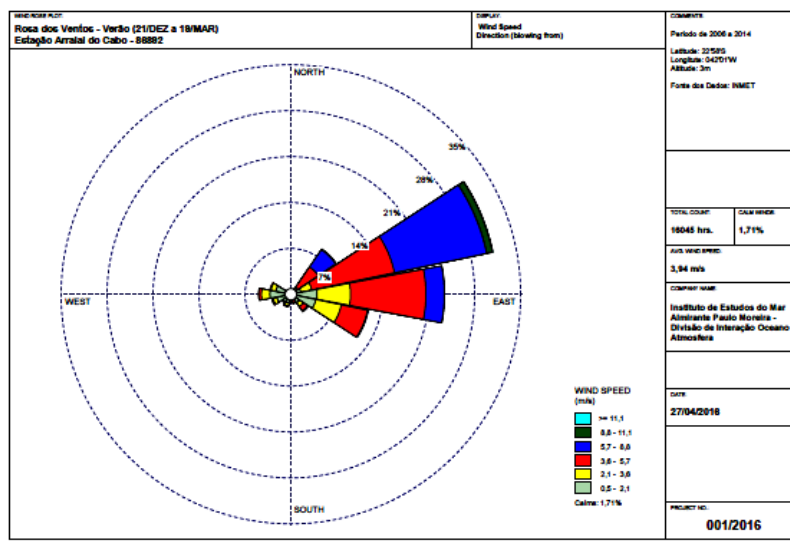 WIND ROSE PLOT:
Rosa dos Ventos - Verão (21/DEZ a 19/MAR)
Estação Arraial do Cabo - 86892
DISPLAY:
Wind Speed
Direction (blowing from)
COMMENTS:
Período de 2006 a 2014
Latitude: 22º58'S
Longitude: 042º01'W
Altitude: 3m
Fonte dos Dados: INMET
NORTH
35%
28%
21%
14%
7%
WEST
EAST
SOUTH
WIND SPEED
(m/s)
>= 11,1
8,8 - 11,1
5,7 - 8,8
3,6 - 5,7
2,1 - 3,6
0,5 - 2,1
Calms: 1,71%
TOTAL COUNT:
16045 hrs.
CALM WINDS:
1,71%
AVG. WIND SPEED:
3,94 m/s
COMPANY NAME:
Instituto de Estudos do Mar
Almirante Paulo Moreira -
Divisão de Interação Oceano
Atmosfera
DATE:
27/04/2016
PROJECT NO.:
001/2016